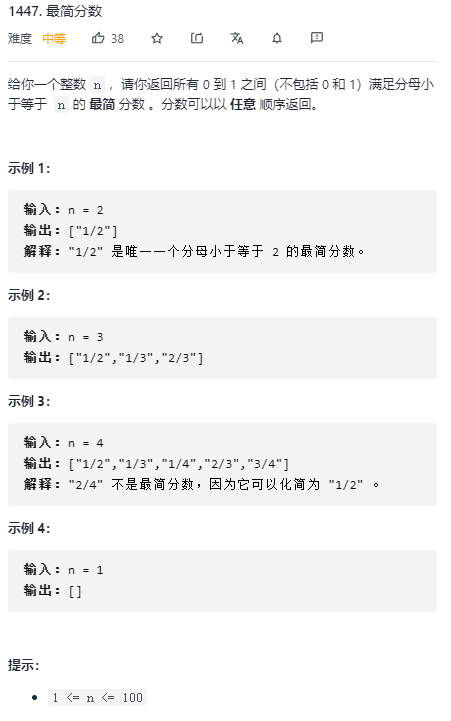 1447. 最简分数
难度 中等 38
给你一个整数 n ，请你返回所有 0 到 1 之间（不包括 0 和 1）满足分母小
于等于 n 的 最简 分数 。分数可以以 任意 顺序返回。
示例 1：
输入：n = 2
输出：["1/2"]
解释："1/2" 是唯一一个分母小于等于 2 的最简分数。
示例 2：
输入：n = 3
输出：["1/2","1/3","2/3"]
示例 3：
输入：n = 4
输出：["1/2","1/3","1/4","2/3","3/4"]
解释："2/4" 不是最简分数，因为它可以化简为 "1/2" 。
示例 4：
输入：n = 1
输出：[]
提示：
1 <= n <= 100